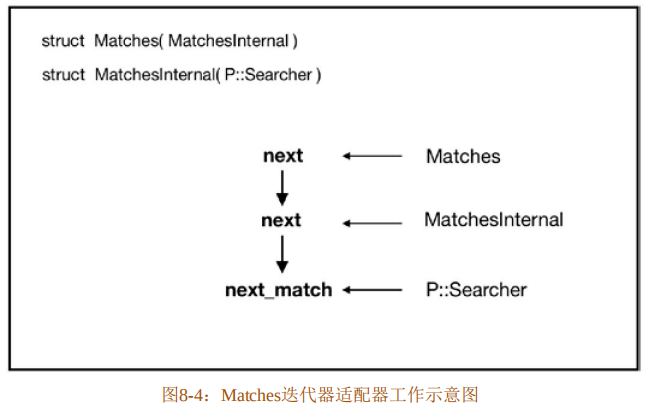 struct Matches( MatchesInternal )
struct MatchesInternal( P::Searcher )
next Matches
next MatchesInternal
next_match P::Searcher
图8-4：Matches迭代器适配器工作示意图